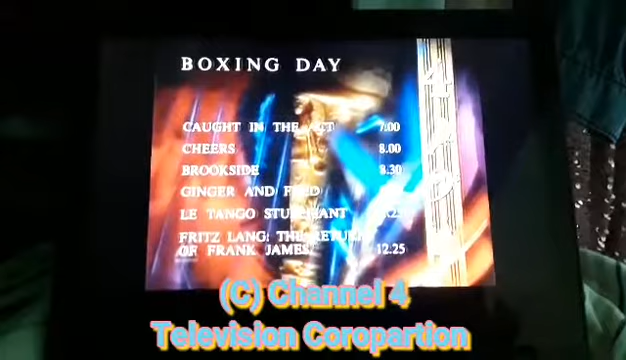 BOXING DAY
CAUGHT IN THE 7.00
CHEERS 8.00
BROOKSIDE 8.30
GINGER AND
LE TANGO
FRITZ LANG: THE RETURN
OF FRANK JAMES 12.25
(C) Channel 4
Television Coropartion